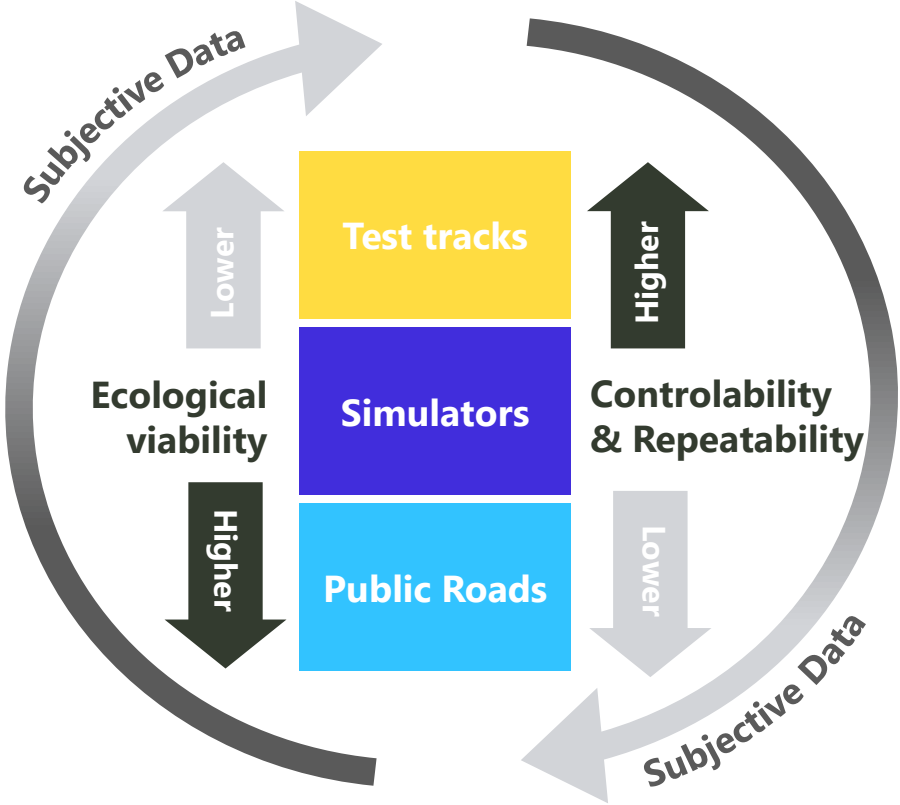 Subjective Data
Lower
Test tracks
Higher
Ecological
viability
Simulators
Controlability
& Repeatability
Higher
Public Roads
Lower
Subjective Data